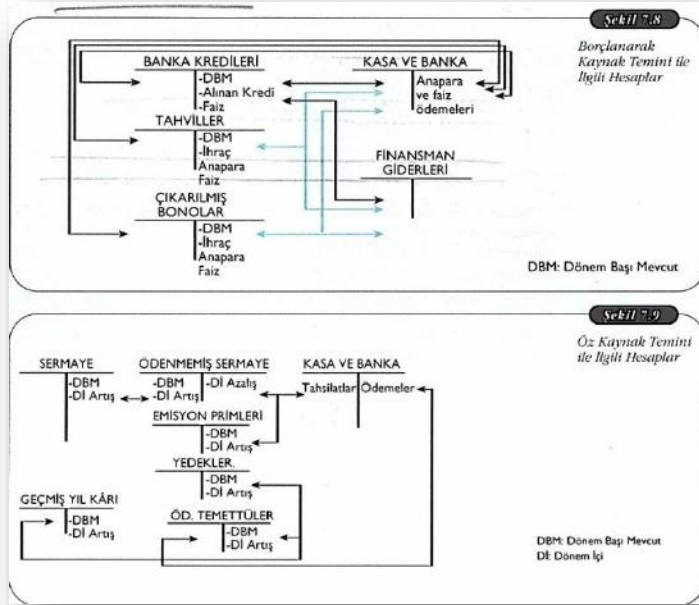 Şekil 7.8
Borçlanarak
Kaynak Temini ile
İlgili Hesaplar
BANKA KREDİLERİ
-DBM
-Alınan Kredi
-Faiz
KASA VE BANKA
Anapara
ve faiz
ödemeleri
TAHVİLLER
-DBM
-İhraç
Anapara
Faiz
FİNANSMAN
GİDERLERİ
ÇIKARILMIŞ
BONOLAR
-DBM
-İhraç
Anapara
Faiz
DBM: Dönem Başı Mevcut
Şekil 7.9
Öz Kaynak Temini
ile İlgili Hesaplar
SERMAYE
-DBM
-Dİ Artış
ÖDENMEMİŞ SERMAYE
-DBM
-Dİ Artış
-Dİ Azalış
KASA VE BANKA
Tahsilatlar
Ödemeler
EMİSYON PRİMLERİ
-DBM
-Dİ Artış
YEDEKLER.
-DBM
-Dİ Artış
GEÇMİŞ YIL KÂRI
-DBM
-Dİ Artış
ÖD. TEMETTÜLER
-DBM
-Dİ Artış
DBM: Dönem Başı Mevcut
Dİ: Dönem İçi